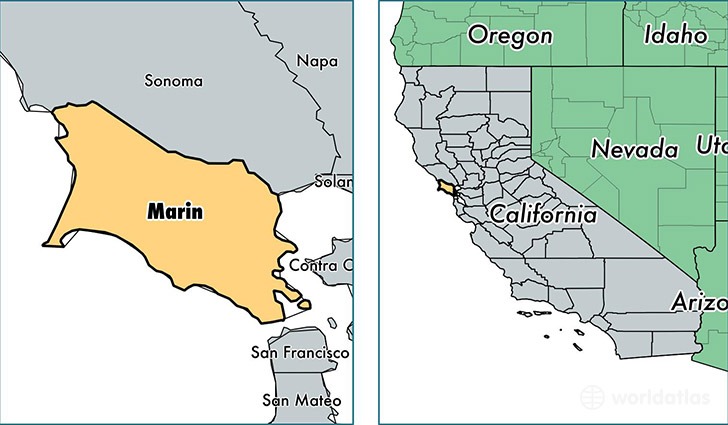 Napa
Sonoma
Solan
Marin
Contra C
San Francisco
San Mateo
Oregon
Idaho
Nevada
Uta
California
Arizo
worldatlas